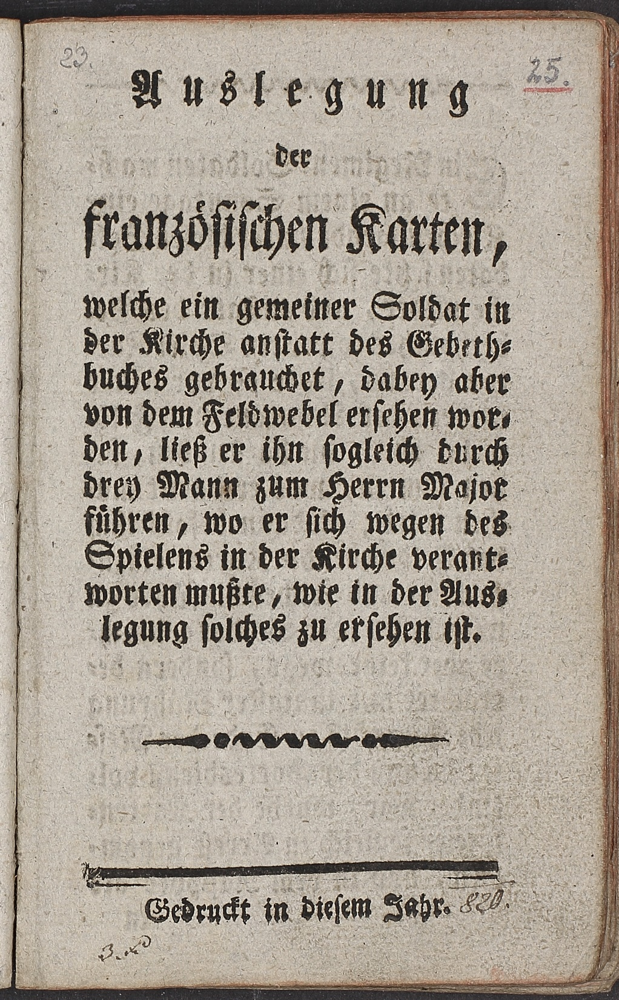 23.
25.
Auslegung
der
französischen Karten,
welche ein gemeiner Soldat in
der Kirche anstatt des Gebeth-
buches gebrauchet, dabey aber
von dem Feldwebel ersehen wor-
den, ließ er ihn sogleich durch
drey Mann zum Herrn Major
führen, wo er sich wegen des
Spielens in der Kirche verant-
worten mußte, wie in der Aus-
legung solches zu ersehen ist.
Gedruckt in diesem Jahr. 820.
3.